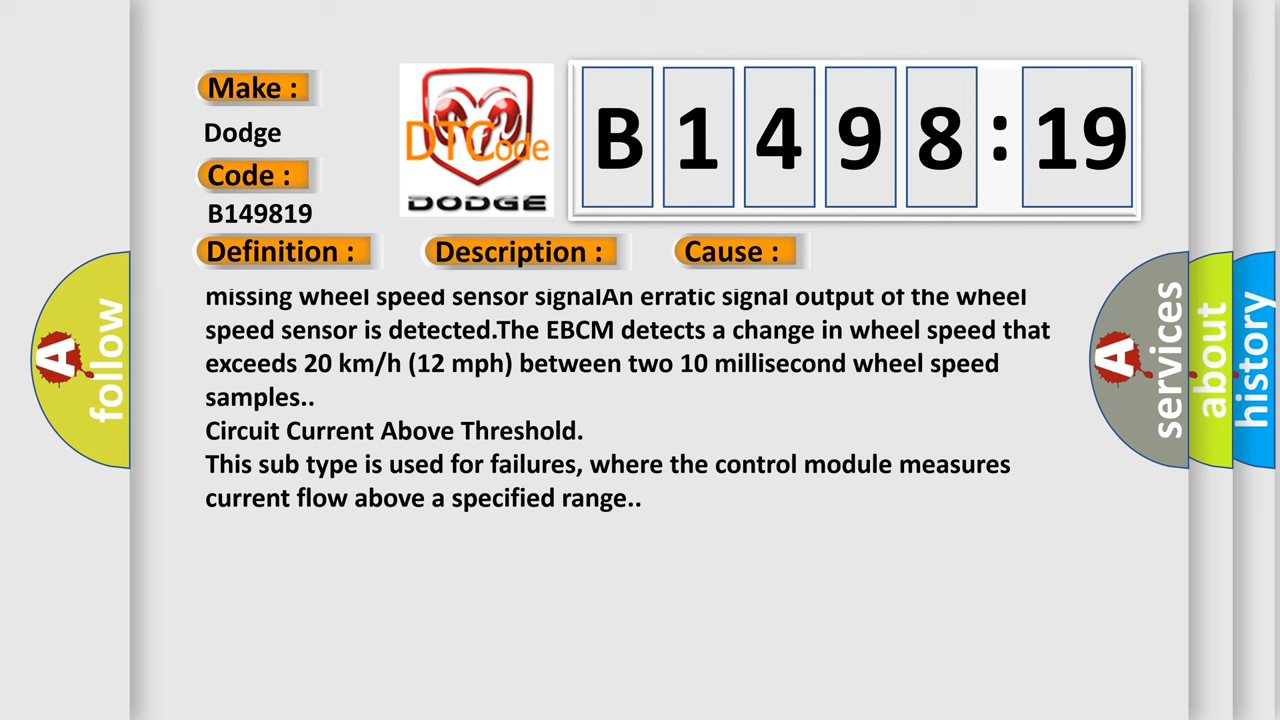 Make :
Dodge
Code :
B149819
DTCode
DODGE
B 1 4 9 8 : 19
Definition :
Description :
Cause :
missing wheel speed sensor signalAn erratic signal output of the wheel
speed sensor is detectedThe EBCM detects a change in wheel speed that
exceeds 20 km/h (12 mph) between two 10 millisecond wheel speed
samples..
Circuit Current Above Threshold
This sub type is used for failures, where the control module measures
current flow above a specified range..
A follow
A services
about
history